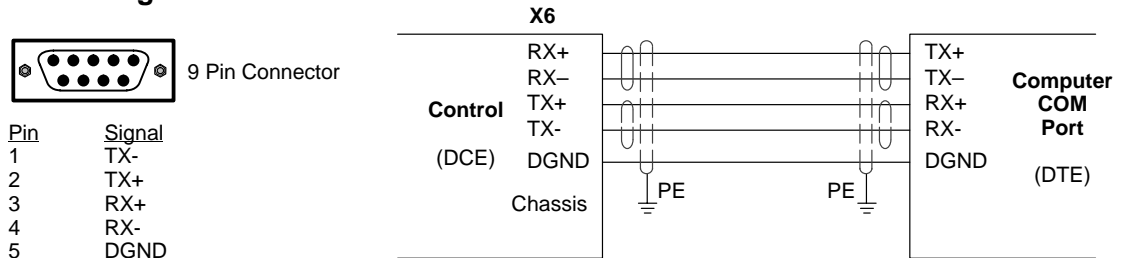 X6
9 Pin Connector
Pin Signal
1 TX-
2 TX+
3 RX+
4 RX-
5 DGND
Control
(DCE)
RX+
RX–
TX+
TX-
DGND
Chassis
PE
PE
TX+
TX–
RX+
RX-
DGND
Computer
COM
Port
(DTE)